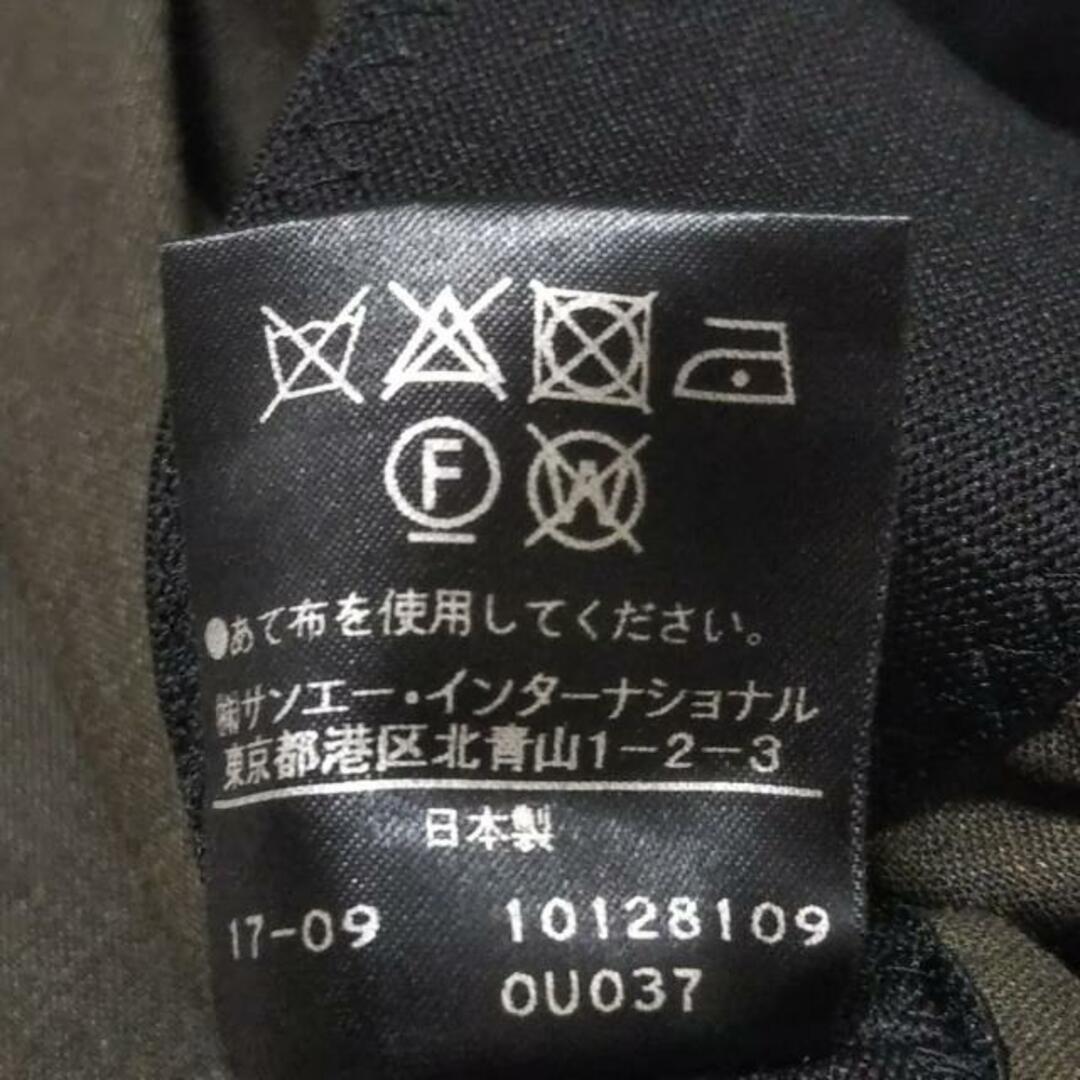 F W
●あて布を使用してください。
㈱サンエー・インターナショナル
東京都港区北青山1-2-3
日本製
17-09 10128109
0U037